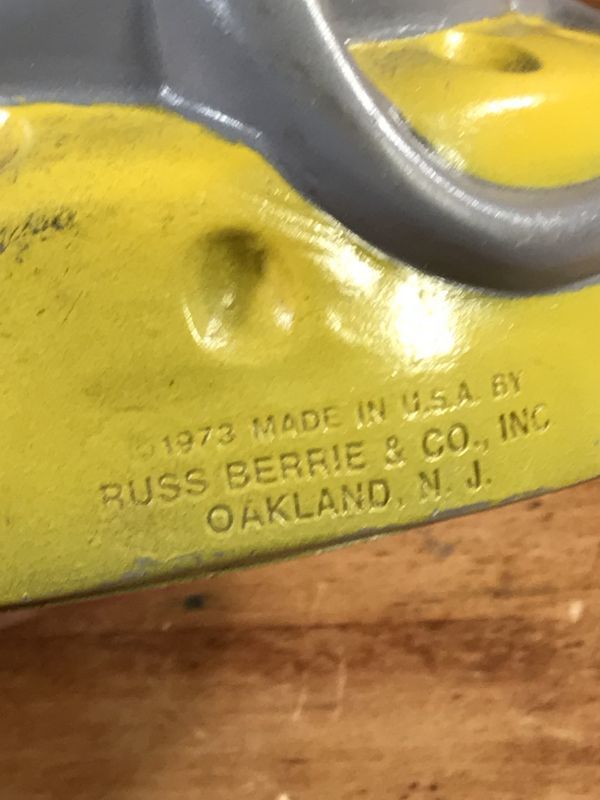 ©1973 MADE IN U.S.A. BY
RUSS BERRIE & CO., INC
OAKLAND, N. J.